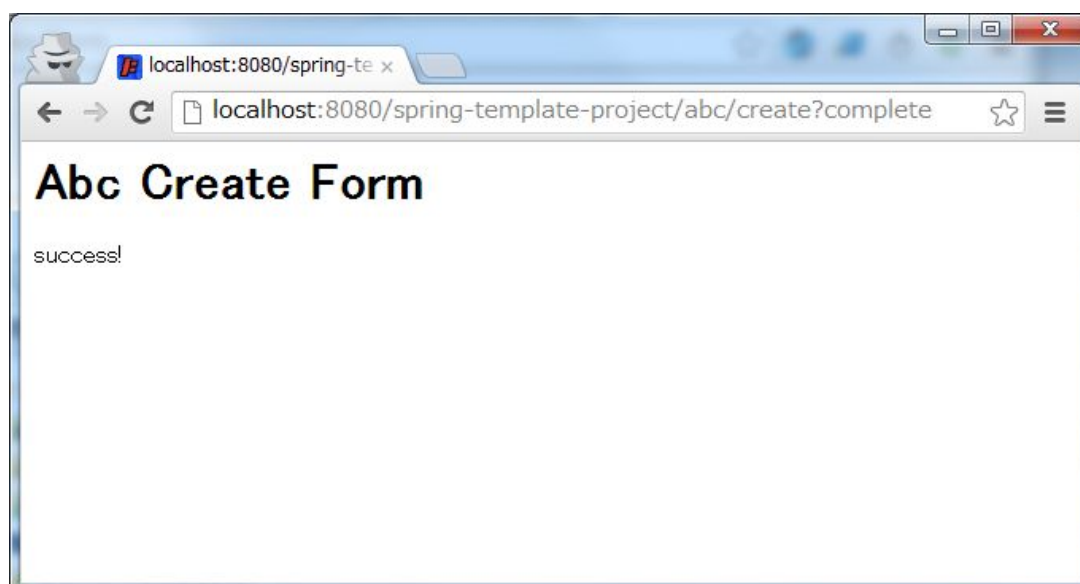 localhost:8080/spring-te
localhost:8080/spring-template-project/abc/create?complete
Abc Create Form
success!